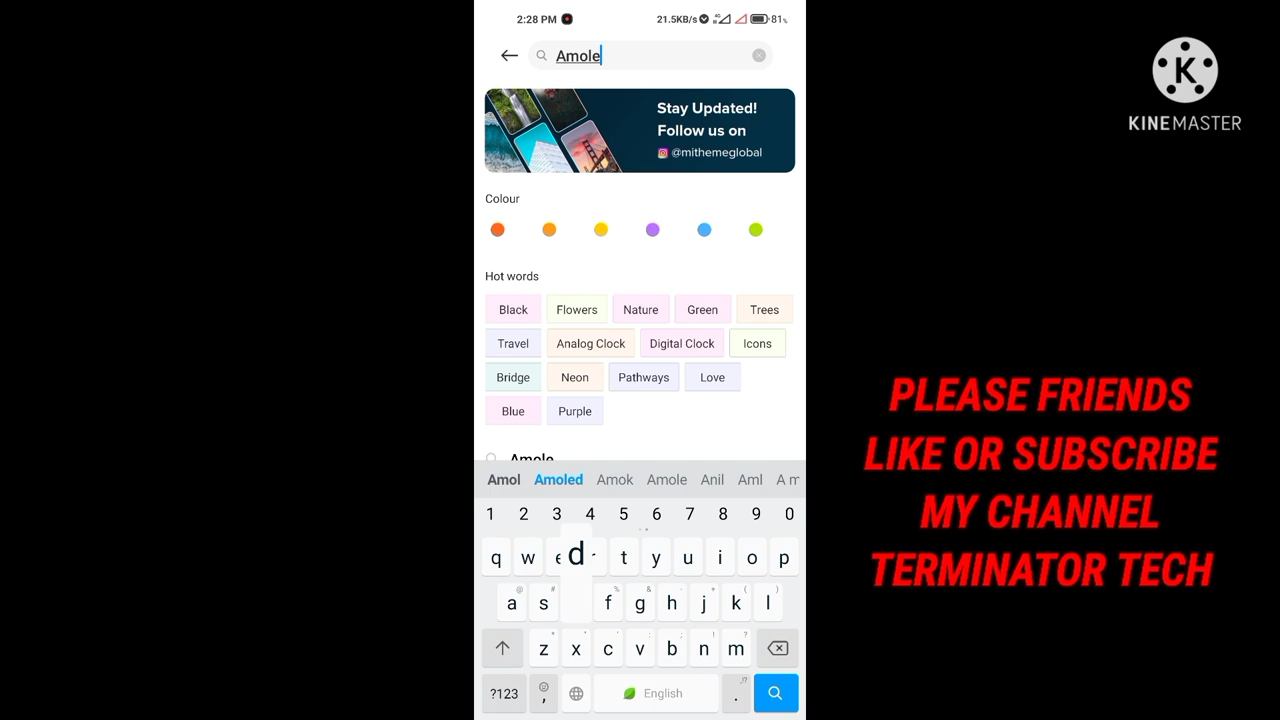 2:28 PM
21.5KB/s
4G
81%
Amole
Stay Updated!
Follow us on
@mithemeglobal
Colour
Hot words
Black Flowers Nature Green Trees
Travel Analog Clock Digital Clock Icons
Bridge Neon Pathways Love
Blue Purple
Amole
Amol Amoled Amok Amole Anil Aml A m
1 2 3 4 5 6 7 8 9 0
q w e d r t y u i o p
@ # % & - + ( )
a s f g h j k l
* " ' : ; ! ?
z x c v b n m
?123 , English . ,!?
K
KINEMASTER
PLEASE FRIENDS
LIKE OR SUBSCRIBE
MY CHANNEL
TERMINATOR TECH